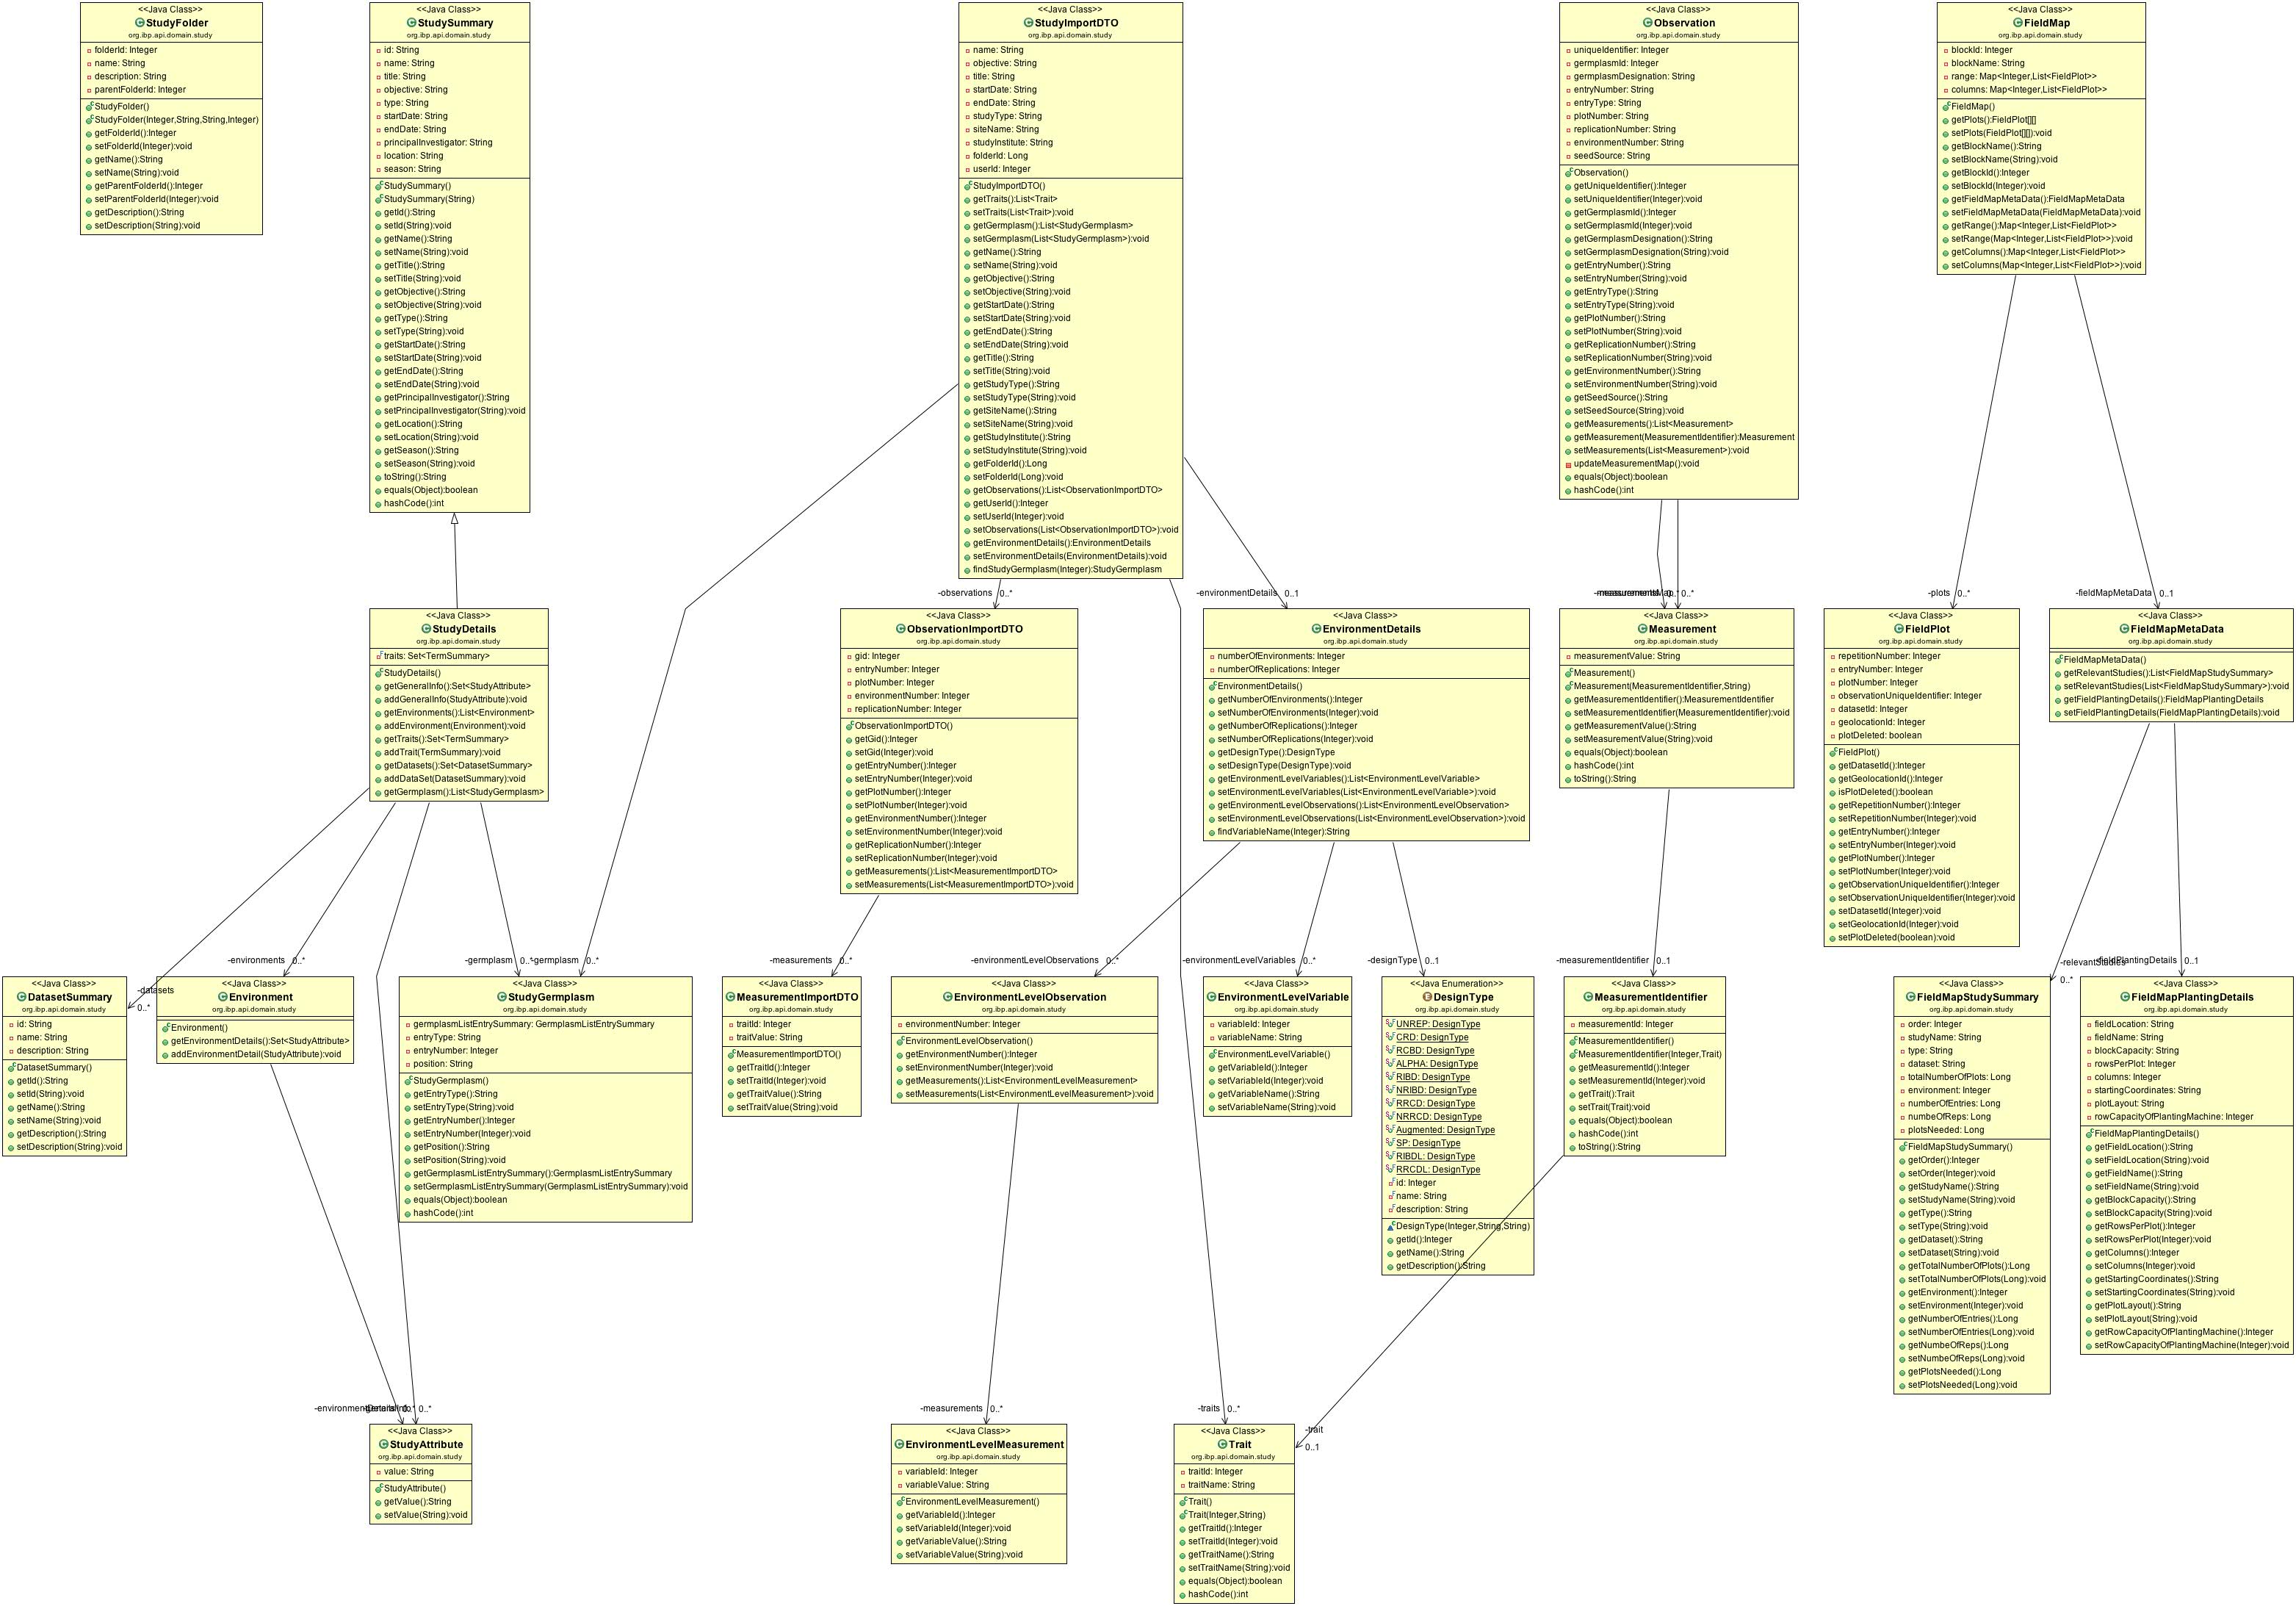 <<Java Class>>
StudyFolder
org.ibp.api.domain.study
folderId: Integer
name: String
description: String
parentFolderId: Integer
StudyFolder()
StudyFolder(Integer,String,String,Integer)
getFolderId():Integer
setFolderId(Integer):void
getName():String
setName(String):void
getParentFolderId():Integer
setParentFolderId(Integer):void
getDescription():String
setDescription(String):void
<<Java Class>>
StudySummary
org.ibp.api.domain.study
id: String
name: String
title: String
objective: String
type: String
startDate: String
endDate: String
principalInvestigator: String
location: String
season: String
StudySummary()
StudySummary(String)
getId():String
setId(String):void
getName():String
setName(String):void
getTitle():String
setTitle(String):void
getObjective():String
setObjective(String):void
getType():String
setType(String):void
getStartDate():String
setStartDate(String):void
getEndDate():String
setEndDate(String):void
getPrincipalInvestigator():String
setPrincipalInvestigator(String):void
getLocation():String
setLocation(String):void
getSeason():String
setSeason(String):void
toString():String
equals(Object):boolean
hashCode():int
<<Java Class>>
StudyImportDTO
org.ibp.api.domain.study
name: String
objective: String
title: String
startDate: String
endDate: String
studyType: String
siteName: String
studyInstitute: String
folderId: Long
userId: Integer
StudyImportDTO()
getTraits():List<Trait>
setTraits(List<Trait>):void
getGermplasm():List<StudyGermplasm>
setGermplasm(List<StudyGermplasm>):void
getName():String
setName(String):void
getObjective():String
setObjective(String):void
getStartDate():String
setStartDate(String):void
getEndDate():String
setEndDate(String):void
getTitle():String
setTitle(String):void
getStudyType():String
setStudyType(String):void
getSiteName():String
setSiteName(String):void
getStudyInstitute():String
setStudyInstitute(String):void
getFolderId():Long
setFolderId(Long):void
getObservations():List<ObservationImportDTO>
getUserId():Integer
setUserId(Integer):void
setObservations(List<ObservationImportDTO>):void
getEnvironmentDetails():EnvironmentDetails
setEnvironmentDetails(EnvironmentDetails):void
findStudyGermplasm(Integer):StudyGermplasm
<<Java Class>>
Observation
org.ibp.api.domain.study
uniqueIdentifier: Integer
germplasmId: Integer
germplasmDesignation: String
entryNumber: String
entryType: String
plotNumber: String
replicationNumber: String
environmentNumber: String
seedSource: String
Observation()
getUniqueIdentifier():Integer
setUniqueIdentifier(Integer):void
getGermplasmId():Integer
setGermplasmId(Integer):void
getGermplasmDesignation():String
setGermplasmDesignation(String):void
getEntryNumber():String
setEntryNumber(String):void
getEntryType():String
setEntryType(String):void
getPlotNumber():String
setPlotNumber(String):void
getReplicationNumber():String
setReplicationNumber(String):void
getEnvironmentNumber():String
setEnvironmentNumber(String):void
getSeedSource():String
setSeedSource(String):void
getMeasurements():List<Measurement>
getMeasurement(MeasurementIdentifier):Measurement
setMeasurements(List<Measurement>):void
updateMeasurementMap():void
equals(Object):boolean
hashCode():int
<<Java Class>>
FieldMap
org.ibp.api.domain.study
blockId: Integer
blockName: String
range: Map<Integer,List<FieldPlot>>
columns: Map<Integer,List<FieldPlot>>
FieldMap()
getPlots():FieldPlot[][]
setPlots(FieldPlot[][]):void
getBlockName():String
setBlockName(String):void
getBlockId():Integer
setBlockId(Integer):void
getFieldMapMetaData():FieldMapMetaData
setFieldMapMetaData(FieldMapMetaData):void
getRange():Map<Integer,List<FieldPlot>>
setRange(Map<Integer,List<FieldPlot>>):void
getColumns():Map<Integer,List<FieldPlot>>
setColumns(Map<Integer,List<FieldPlot>>):void
-observations 0..*
-environmentDetails 0..1
0..*
-plots 0..*
-fieldMapMetaData 0..1
<<Java Class>>
StudyDetails
org.ibp.api.domain.study
traits: Set<TermSummary>
StudyDetails()
getGeneralInfo():Set<StudyAttribute>
addGeneralInfo(StudyAttribute):void
getEnvironments():List<Environment>
addEnvironment(Environment):void
getTraits():Set<TermSummary>
addTrait(TermSummary):void
getDatasets():Set<DatasetSummary>
addDataSet(DatasetSummary):void
getGermplasm():List<StudyGermplasm>
<<Java Class>>
ObservationImportDTO
org.ibp.api.domain.study
gid: Integer
entryNumber: Integer
plotNumber: Integer
environmentNumber: Integer
replicationNumber: Integer
ObservationImportDTO()
getGid():Integer
setGid(Integer):void
getEntryNumber():Integer
setEntryNumber(Integer):void
getPlotNumber():Integer
setPlotNumber(Integer):void
getEnvironmentNumber():Integer
setEnvironmentNumber(Integer):void
getReplicationNumber():Integer
setReplicationNumber(Integer):void
getMeasurements():List<MeasurementImportDTO>
setMeasurements(List<MeasurementImportDTO>):void
<<Java Class>>
EnvironmentDetails
org.ibp.api.domain.study
numberOfEnvironments: Integer
numberOfReplications: Integer
EnvironmentDetails()
getNumberOfEnvironments():Integer
setNumberOfEnvironments(Integer):void
getNumberOfReplications():Integer
setNumberOfReplications(Integer):void
getDesignType():DesignType
setDesignType(DesignType):void
getEnvironmentLevelVariables():List<EnvironmentLevelVariable>
setEnvironmentLevelVariables(List<EnvironmentLevelVariable>):void
getEnvironmentLevelObservations():List<EnvironmentLevelObservation>
setEnvironmentLevelObservations(List<EnvironmentLevelObservation>):void
findVariableName(Integer):String
<<Java Class>>
Measurement
org.ibp.api.domain.study
measurementValue: String
Measurement()
Measurement(MeasurementIdentifier,String)
getMeasurementIdentifier():MeasurementIdentifier
setMeasurementIdentifier(MeasurementIdentifier):void
getMeasurementValue():String
setMeasurementValue(String):void
equals(Object):boolean
hashCode():int
toString():String
<<Java Class>>
FieldPlot
org.ibp.api.domain.study
repetitionNumber: Integer
entryNumber: Integer
plotNumber: Integer
observationUniqueIdentifier: Integer
datasetId: Integer
geolocationId: Integer
plotDeleted: boolean
FieldPlot()
getDatasetId():Integer
getGeolocationId():Integer
isPlotDeleted():boolean
getRepetitionNumber():Integer
setRepetitionNumber(Integer):void
getEntryNumber():Integer
setEntryNumber(Integer):void
getPlotNumber():Integer
setPlotNumber(Integer):void
getObservationUniqueIdentifier():Integer
setObservationUniqueIdentifier(Integer):void
setDatasetId(Integer):void
setGeolocationId(Integer):void
setPlotDeleted(boolean):void
<<Java Class>>
FieldMapMetaData
org.ibp.api.domain.study
FieldMapMetaData()
getRelevantStudies():List<FieldMapStudySummary>
setRelevantStudies(List<FieldMapStudySummary>):void
getFieldPlantingDetails():FieldMapPlantingDetails
setFieldPlantingDetails(FieldMapPlantingDetails):void
-datasets 0..*
-environments 0..*
-germplasm 0..*
-germplasm 0..*
-measurements 0..*
-environmentLevelObservations 0..*
-environmentLevelVariables 0..*
-designType 0..1
-measurementIdentifier 0..1
-relevantStudies 0..*
-fieldPlantingDetails 0..1
<<Java Class>>
DatasetSummary
org.ibp.api.domain.study
id: String
name: String
description: String
DatasetSummary()
getId():String
setId(String):void
getName():String
setName(String):void
getDescription():String
setDescription(String):void
<<Java Class>>
Environment
org.ibp.api.domain.study
Environment()
getEnvironmentDetails():Set<StudyAttribute>
addEnvironmentDetail(StudyAttribute):void
<<Java Class>>
StudyGermplasm
org.ibp.api.domain.study
germplasmListEntrySummary: GermplasmListEntrySummary
entryType: String
entryNumber: Integer
position: String
StudyGermplasm()
getEntryType():String
setEntryType(String):void
getEntryNumber():Integer
setEntryNumber(Integer):void
getPosition():String
setPosition(String):void
getGermplasmListEntrySummary():GermplasmListEntrySummary
setGermplasmListEntrySummary(GermplasmListEntrySummary):void
equals(Object):boolean
hashCode():int
<<Java Class>>
MeasurementImportDTO
org.ibp.api.domain.study
traitId: Integer
traitValue: String
MeasurementImportDTO()
getTraitId():Integer
setTraitId(Integer):void
getTraitValue():String
setTraitValue(String):void
<<Java Class>>
EnvironmentLevelObservation
org.ibp.api.domain.study
environmentNumber: Integer
EnvironmentLevelObservation()
getEnvironmentNumber():Integer
setEnvironmentNumber(Integer):void
getMeasurements():List<EnvironmentLevelMeasurement>
setMeasurements(List<EnvironmentLevelMeasurement>):void
<<Java Class>>
EnvironmentLevelVariable
org.ibp.api.domain.study
variableId: Integer
variableName: String
EnvironmentLevelVariable()
getVariableId():Integer
setVariableId(Integer):void
getVariableName():String
setVariableName(String):void
<<Java Enumeration>>
DesignType
org.ibp.api.domain.study
UNREP: DesignType
CRD: DesignType
RCBD: DesignType
ALPHA: DesignType
RIBD: DesignType
NRIBD: DesignType
RRCD: DesignType
NRRCD: DesignType
Augmented: DesignType
SP: DesignType
RIBDL: DesignType
RRCDL: DesignType
id: Integer
name: String
description: String
DesignType(Integer,String,String)
getId():Integer
getName():String
getDescription():String
<<Java Class>>
MeasurementIdentifier
org.ibp.api.domain.study
measurementId: Integer
MeasurementIdentifier()
MeasurementIdentifier(Integer,Trait)
getMeasurementId():Integer
setMeasurementId(Integer):void
getTrait():Trait
setTrait(Trait):void
equals(Object):boolean
hashCode():int
toString():String
<<Java Class>>
FieldMapStudySummary
org.ibp.api.domain.study
order: Integer
studyName: String
type: String
dataset: String
totalNumberOfPlots: Long
environment: Integer
numberOfEntries: Long
numbeOfReps: Long
plotsNeeded: Long
FieldMapStudySummary()
getOrder():Integer
setOrder(Integer):void
getStudyName():String
setStudyName(String):void
getType():String
setType(String):void
getDataset():String
setDataset(String):void
getTotalNumberOfPlots():Long
setTotalNumberOfPlots(Long):void
getEnvironment():Integer
setEnvironment(Integer):void
getNumberOfEntries():Long
setNumberOfEntries(Long):void
getNumbeOfReps():Long
setNumbeOfReps(Long):void
getPlotsNeeded():Long
setPlotsNeeded(Long):void
<<Java Class>>
FieldMapPlantingDetails
org.ibp.api.domain.study
fieldLocation: String
fieldName: String
blockCapacity: String
rowsPerPlot: Integer
columns: Integer
startingCoordinates: String
plotLayout: String
rowCapacityOfPlantingMachine: Integer
FieldMapPlantingDetails()
getFieldLocation():String
setFieldLocation(String):void
getFieldName():String
setFieldName(String):void
getBlockCapacity():String
setBlockCapacity(String):void
getRowsPerPlot():Integer
setRowsPerPlot(Integer):void
getColumns():Integer
setColumns(Integer):void
getStartingCoordinates():String
setStartingCoordinates(String):void
getPlotLayout():String
setPlotLayout(String):void
getRowCapacityOfPlantingMachine():Integer
setRowCapacityOfPlantingMachine(Integer):void
0..*
-measurements 0..*
-traits 0..*
-trait 0..1
<<Java Class>>
StudyAttribute
org.ibp.api.domain.study
value: String
StudyAttribute()
getValue():String
setValue(String):void
<<Java Class>>
EnvironmentLevelMeasurement
org.ibp.api.domain.study
variableId: Integer
variableValue: String
EnvironmentLevelMeasurement()
getVariableId():Integer
setVariableId(Integer):void
getVariableValue():String
setVariableValue(String):void
<<Java Class>>
Trait
org.ibp.api.domain.study
traitId: Integer
traitName: String
Trait()
Trait(Integer,String)
getTraitId():Integer
setTraitId(Integer):void
getTraitName():String
setTraitName(String):void
equals(Object):boolean
hashCode():int